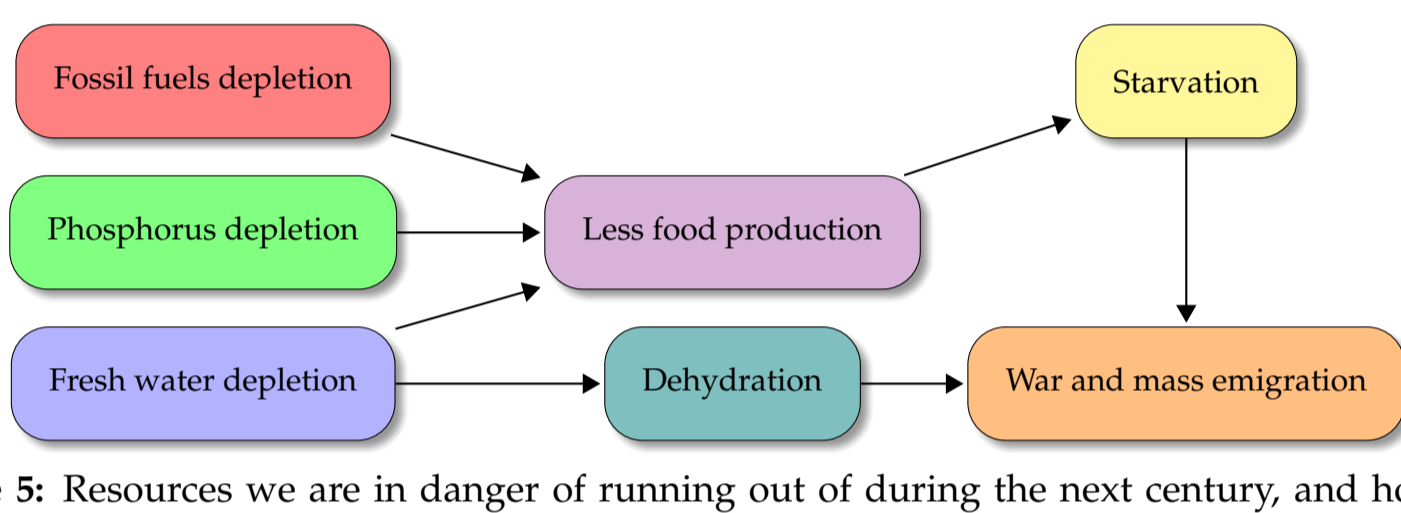 Fossil fuels depletion
Starvation
Phosphorus depletion
Less food production
Fresh water depletion
Dehydration
War and mass emigration
5: Resources we are in danger of running out of during the next century, and